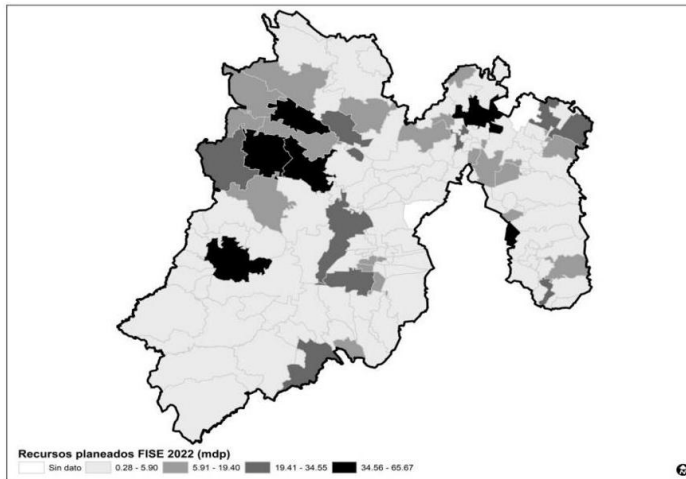 Recursos planeados FISE 2022 (mdp)
Sin dato 0.28 - 5.90 5.91 - 19.40 19.41 - 34.55 34.56 - 65.67